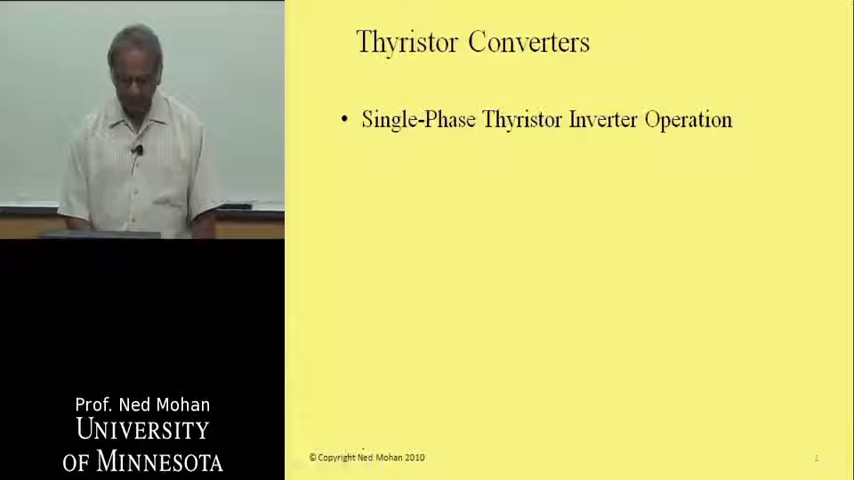 Thyristor Converters
• Single-Phase Thyristor Inverter Operation
Prof. Ned Mohan
UNIVERSITY
OF MINNESOTA
© Copyright Ned Mohan 2010